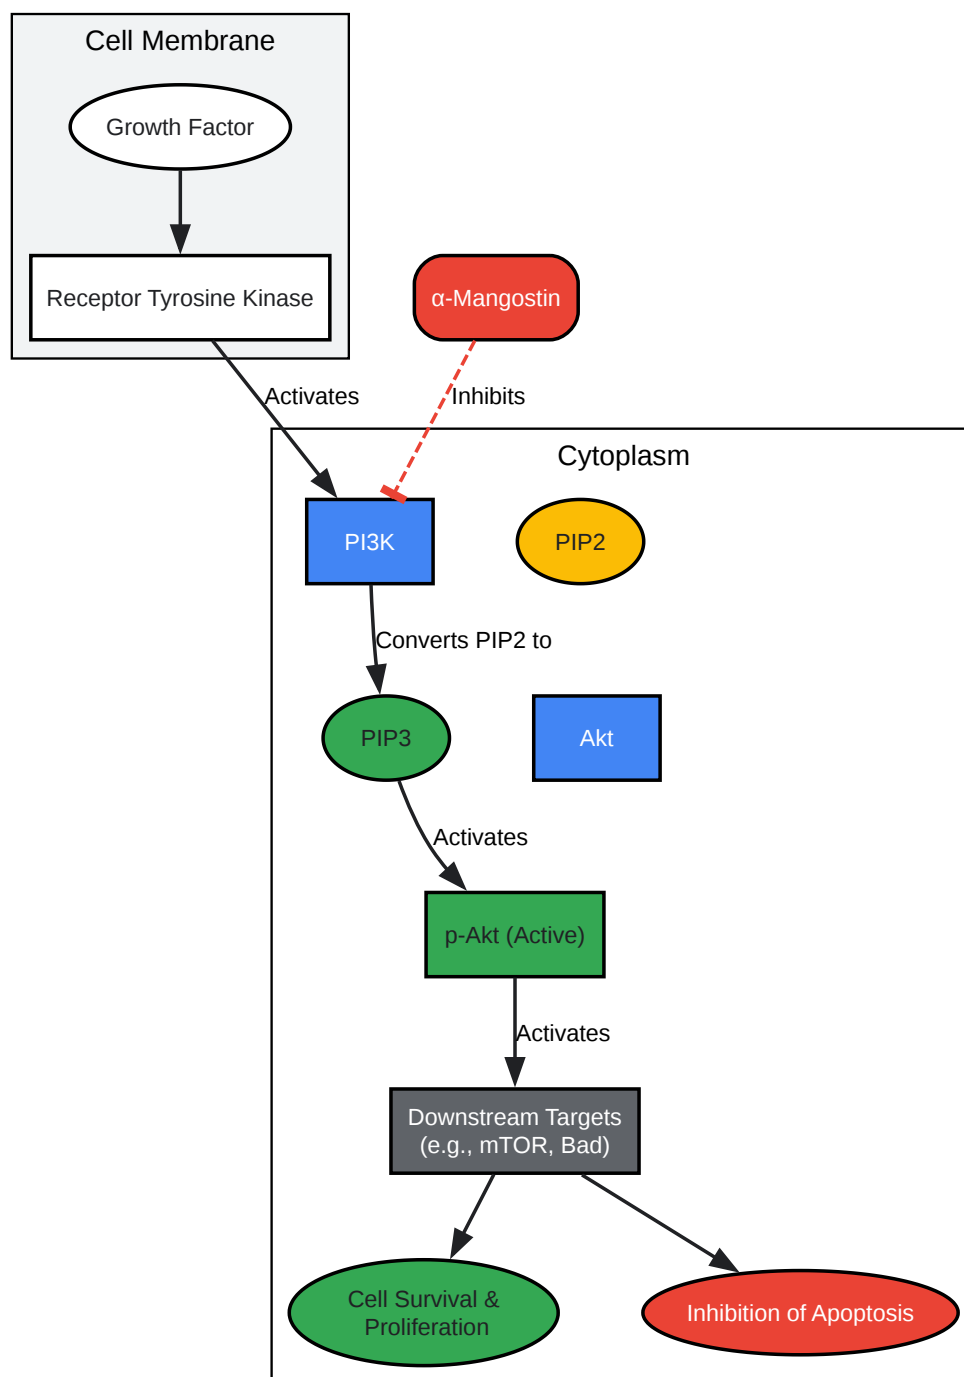 Cell Membrane
Growth Factor
Receptor Tyrosine Kinase
α-Mangostin
Activates
Inhibits
Cytoplasm
PI3K
PIP2
Converts PIP2 to
PIP3
Akt
Activates
p-Akt (Active)
Activates
Downstream Targets
(e.g., mTOR, Bad)
Cell Survival &
Proliferation
Inhibition of Apoptosis